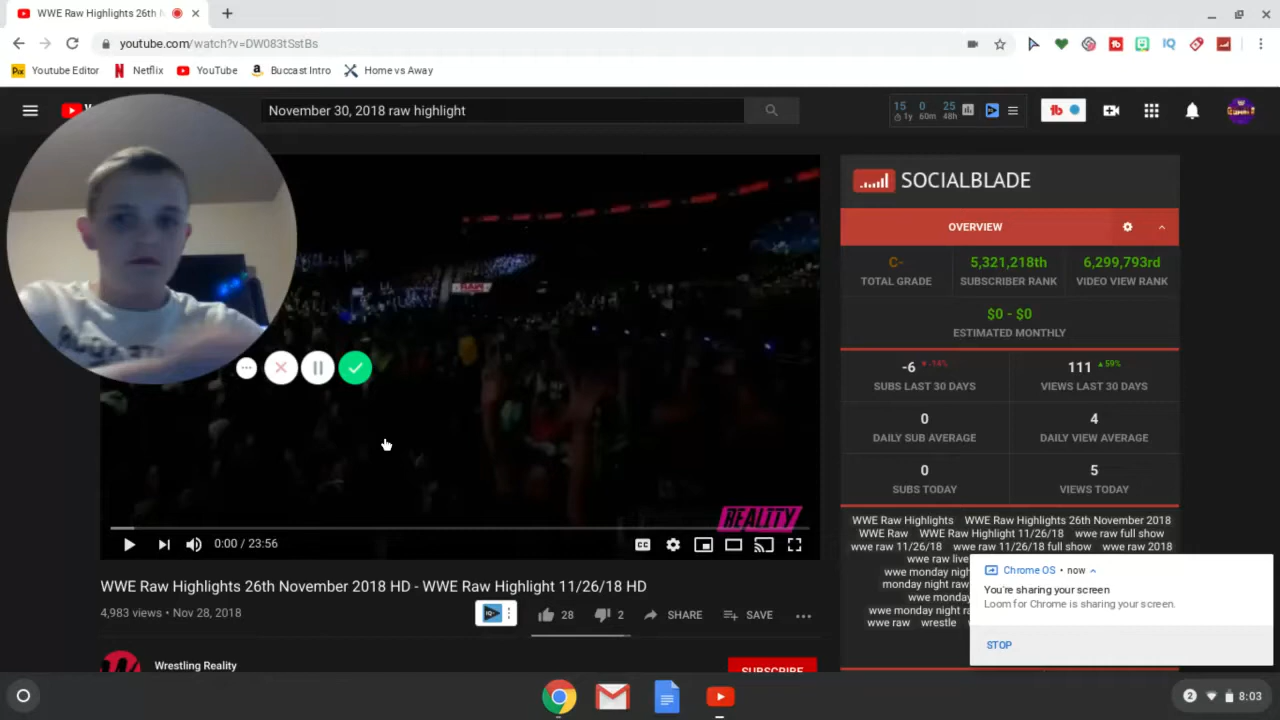 WWE Raw Highlights 26th N
youtube.com/watch?v=DW083tSstBs
Pix Youtube Editor Netflix YouTube Buccast Intro Home vs Away
November 30, 2018 raw highlight
15 0 25
1y 60m 48h
tb
IQ
SOCIALBLADE
OVERVIEW
C- 5,321,218th 6,299,793rd
TOTAL GRADE SUBSCRIBER RANK VIDEO VIEW RANK
$0 - $0
ESTIMATED MONTHLY
-6 ▼ -14% 111 ▲59%
SUBS LAST 30 DAYS VIEWS LAST 30 DAYS
0 4
DAILY SUB AVERAGE DAILY VIEW AVERAGE
0 5
SUBS TODAY VIEWS TODAY
WWE Raw Highlights WWE Raw Highlights 26th November 2018
WWE Raw WWE Raw Highlight 11/26/18 wwe raw full show
wwe raw 11/26/18 wwe raw 11/26/18 full show wwe raw 2018
wwe raw live
wwe monday nigh
monday night raw
wwe monday
wwe monday night ra
wwe raw wrestle
RAW
REALITY
0:00 / 23:56
CC
WWE Raw Highlights 26th November 2018 HD - WWE Raw Highlight 11/26/18 HD
4,983 views • Nov 28, 2018
IQ 28 2 SHARE SAVE
Wrestling Reality
SUBSCRIBE
Chrome OS • now
You're sharing your screen
Loom for Chrome is sharing your screen.
STOP
2 8:03